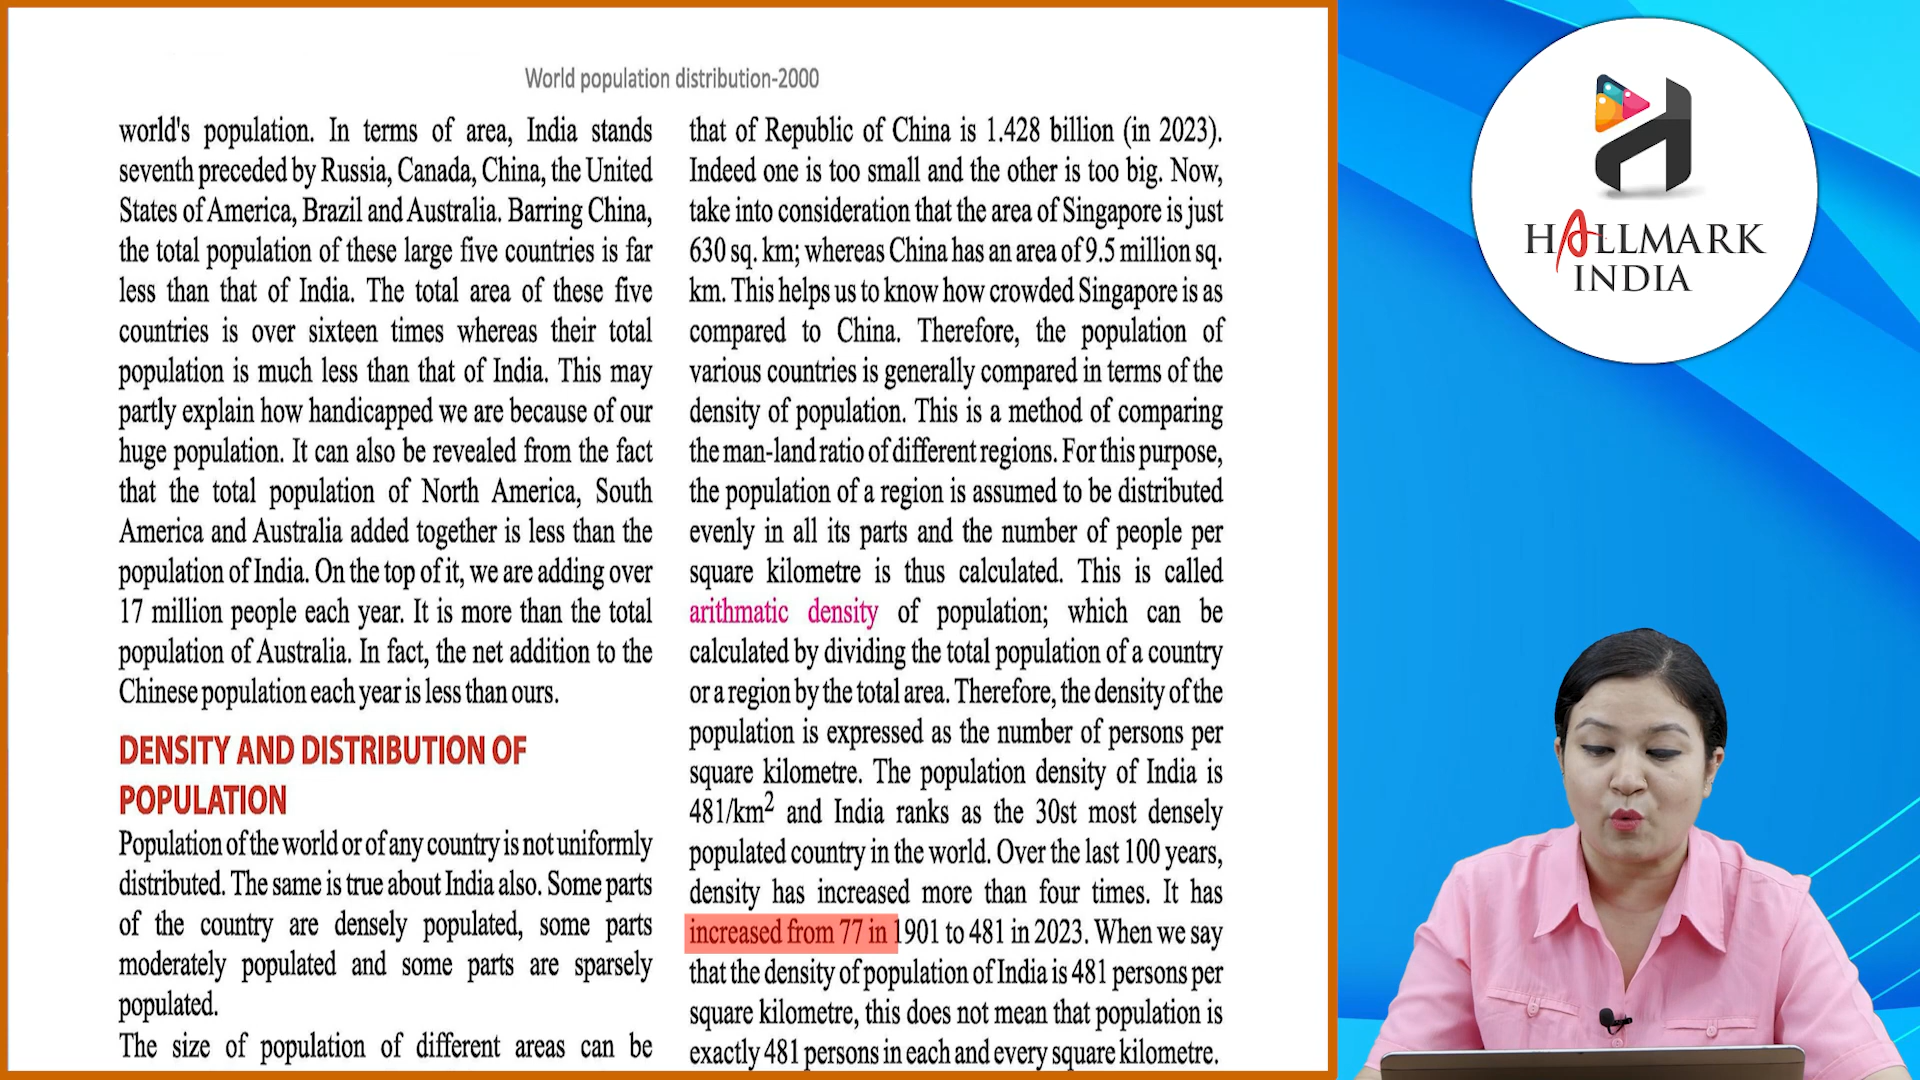 World population distribution-2000
world's population. In terms of area, India stands
seventh preceded by Russia, Canada, China, the United
States of America, Brazil and Australia. Barring China,
the total population of these large five countries is far
less than that of India. The total area of these five
countries is over sixteen times whereas their total
population is much less than that of India. This may
partly explain how handicapped we are because of our
huge population. It can also be revealed from the fact
that the total population of North America, South
America and Australia added together is less than the
population of India. On the top of it, we are adding over
17 million people each year. It is more than the total
population of Australia. In fact, the net addition to the
Chinese population each year is less than ours.
DENSITY AND DISTRIBUTION OF
POPULATION
Population of the world or of any country is not uniformly
distributed. The same is true about India also. Some parts
of the country are densely populated, some parts
moderately populated and some parts are sparsely
populated.
The size of population of different areas can be
that of Republic of China is 1.428 billion (in 2023).
Indeed one is too small and the other is too big. Now,
take into consideration that the area of Singapore is just
630 sq. km; whereas China has an area of 9.5 million sq.
km. This helps us to know how crowded Singapore is as
compared to China. Therefore, the population of
various countries is generally compared in terms of the
density of population. This is a method of comparing
the man-land ratio of different regions. For this purpose,
the population of a region is assumed to be distributed
evenly in all its parts and the number of people per
square kilometre is thus calculated. This is called
arithmatic density of population; which can be
calculated by dividing the total population of a country
or a region by the total area. Therefore, the density of the
population is expressed as the number of persons per
square kilometre. The population density of India is
481/km² and India ranks as the 30st most densely
populated country in the world. Over the last 100 years,
density has increased more than four times. It has
increased from 77 in 1901 to 481 in 2023. When we say
that the density of population of India is 481 persons per
square kilometre, this does not mean that population is
exactly 481 persons in each and every square kilometre.
HALLMARK
INDIA